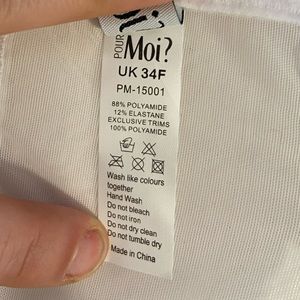 POUR
Moi?
UK 34F
PM-15001
88% POLYAMIDE
12% ELASTANE
EXCLUSIVE TRIMS
100% POLYAMIDE
Wash like colours
together
Hand Wash
Do not bleach
Do not iron
Do not dry clean
Do not tumble dry
Made in China